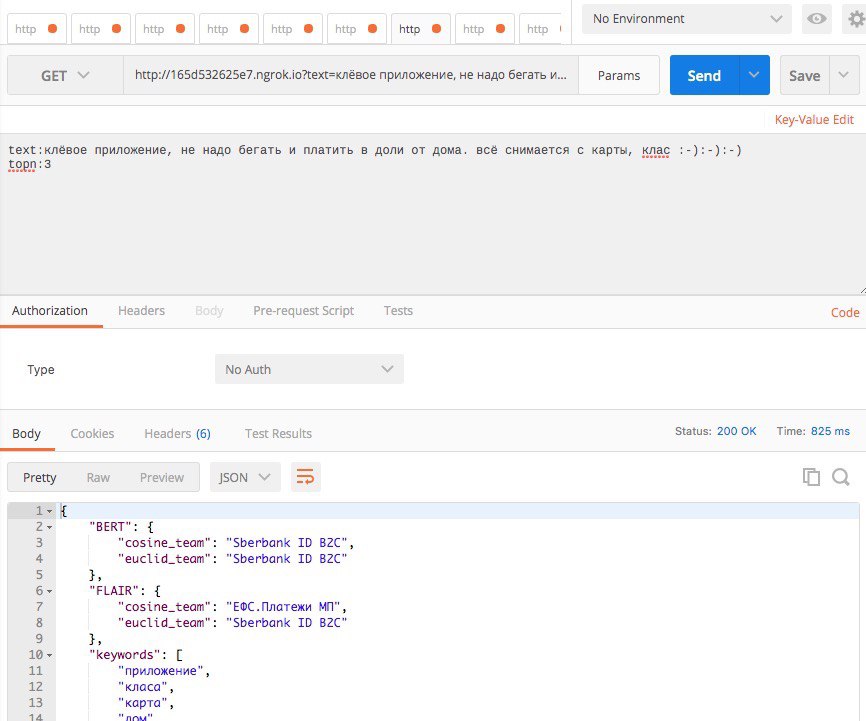 http http http http http http http http No Environment
GET http://165d532625e7.ngrok.io?text=клёвое приложение, не надо бегать и... Params Send Save
Key-Value Edit
text:клёвое приложение, не надо бегать и платить в доли от дома. всё снимается с карты, клас :-):-):-)
topn:3
Authorization Headers Body Pre-request Script Tests Code
Type No Auth
Body Cookies Headers (6) Test Results Status: 200 OK Time: 825 ms
Pretty Raw Preview JSON
1 {
2 "BERT": {
3 "cosine_team": "Sberbank ID B2C",
4 "euclid_team": "Sberbank ID B2C"
5 },
6 "FLAIR": {
7 "cosine_team": "ЕФС.Платежи МП",
8 "euclid_team": "Sberbank ID B2C"
9 },
10 "keywords": [
11 "приложение",
12 "класа",
13 "карта",
14 "дом"